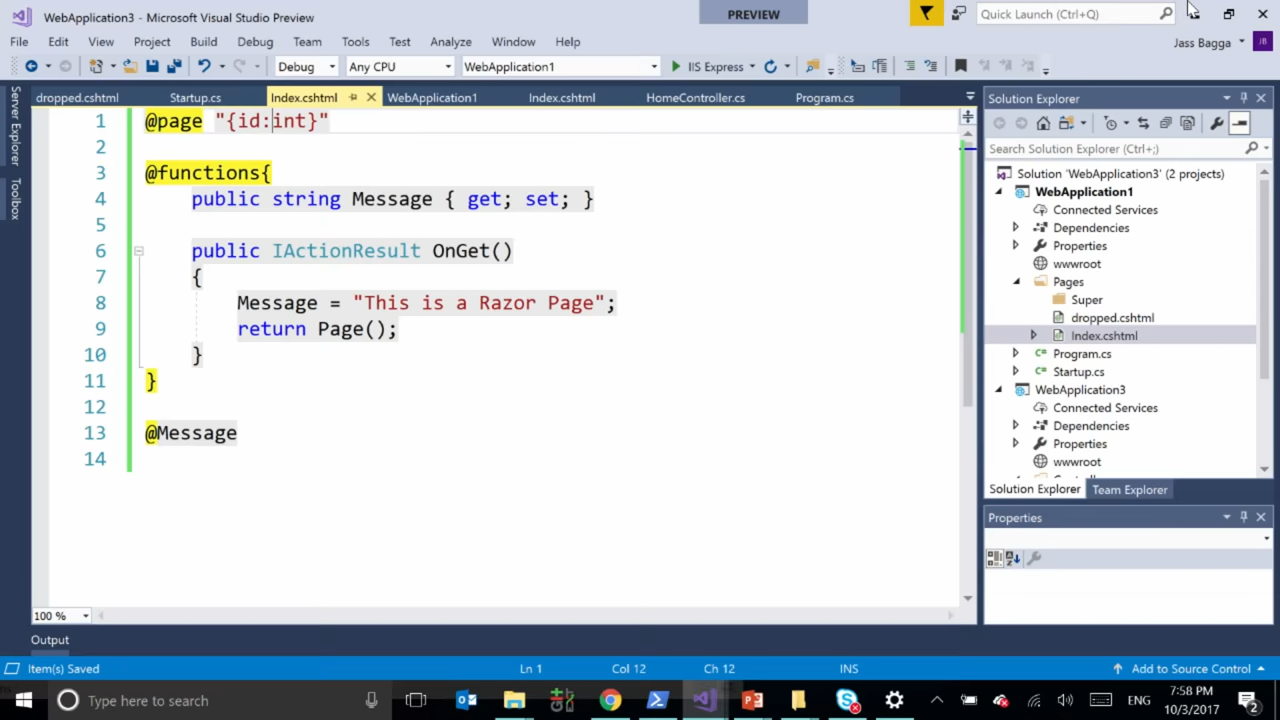 WebApplication3 - Microsoft Visual Studio Preview
PREVIEW
Quick Launch (Ctrl+Q)
File Edit View Project Build Debug Team Tools Test Analyze Window Help
Jass Bagga JB
Debug Any CPU WebApplication1 IIS Express
Server Explorer
Toolbox
dropped.cshtml Startup.cs Index.cshtml WebApplication1 Index.cshtml HomeController.cs Program.cs
1 @page "{id:int}"
2
3 @functions{
4 public string Message { get; set; }
5
6 public IActionResult OnGet()
7 {
8 Message = "This is a Razor Page";
9 return Page();
10 }
11 }
12
13 @Message
14
100 %
Solution Explorer
Search Solution Explorer (Ctrl+;)
Solution 'WebApplication3' (2 projects)
WebApplication1
Connected Services
Dependencies
Properties
wwwroot
Pages
Super
dropped.cshtml
Index.cshtml
C# Program.cs
C# Startup.cs
WebApplication3
Connected Services
Dependencies
Properties
wwwroot
Solution Explorer Team Explorer
Properties
Output
Item(s) Saved Ln 1 Col 12 Ch 12 INS Add to Source Control
Type here to search
ENG
7:58 PM
10/3/2017
2